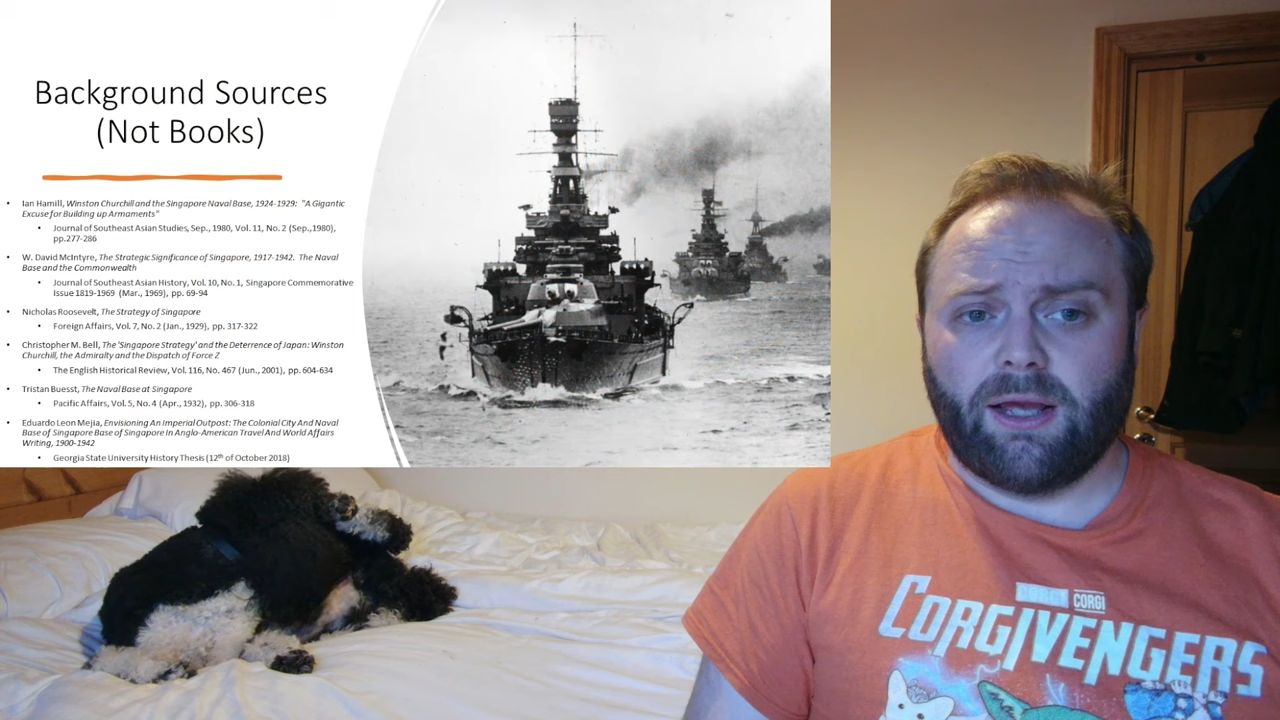 Background Sources
(Not Books)
• Ian Hamill, Winston Churchill and the Singapore Naval Base, 1924-1929: "A Gigantic
Excuse for Building up Armaments"
• Journal of Southeast Asian Studies, Sep., 1980, Vol. 11, No. 2 (Sep.,1980),
pp.277-286
• W. David McIntyre, The Strategic Significance of Singapore, 1917-1942. The Naval
Base and the Commonwealth
• Journal of Southeast Asian History, Vol. 10, No. 1, Singapore Commemorative
Issue 1819-1969 (Mar., 1969), pp. 69-94
• Nicholas Roosevelt, The Strategy of Singapore
• Foreign Affairs, Vol. 7, No. 2 (Jan., 1929), pp. 317-322
• Christopher M. Bell, The 'Singapore Strategy' and the Deterrence of Japan: Winston
Churchill, the Admiralty and the Dispatch of Force Z
• The English Historical Review, Vol. 116, No. 467 (Jun., 2001), pp. 604-634
• Tristan Buesst, The Naval Base at Singapore
• Pacific Affairs, Vol. 5, No. 4 (Apr., 1932), pp. 306-318
• Eduardo Leon Mejia, Envisioning An Imperial Outpost: The Colonial City And Naval
Base of Singapore Base of Singapore In Anglo-American Travel And World Affairs
Writing, 1900-1942
• Georgia State University History Thesis (12th of October 2018)
CORGI
CORGIVENGERS